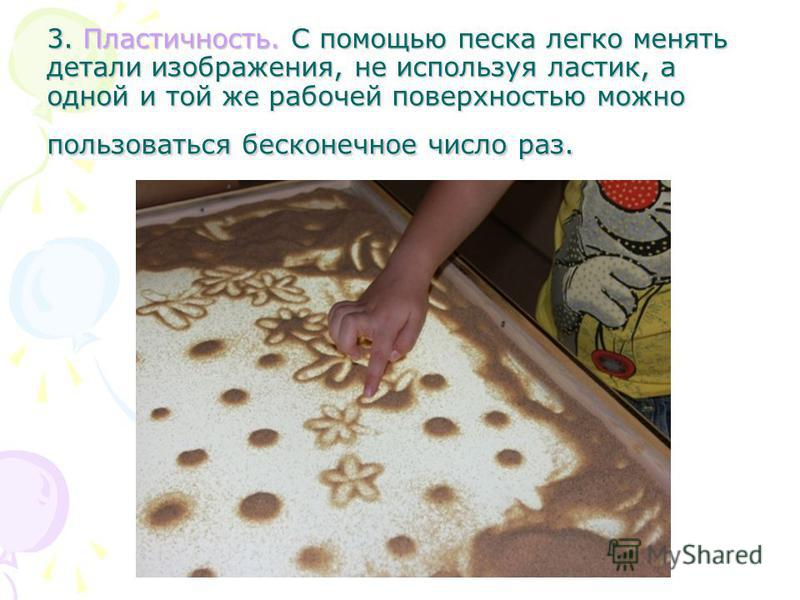 3. Пластичность. С помощью песка легко менять
детали изображения, не используя ластик, а
одной и той же рабочей поверхностью можно
пользоваться бесконечное число раз.
MyShared